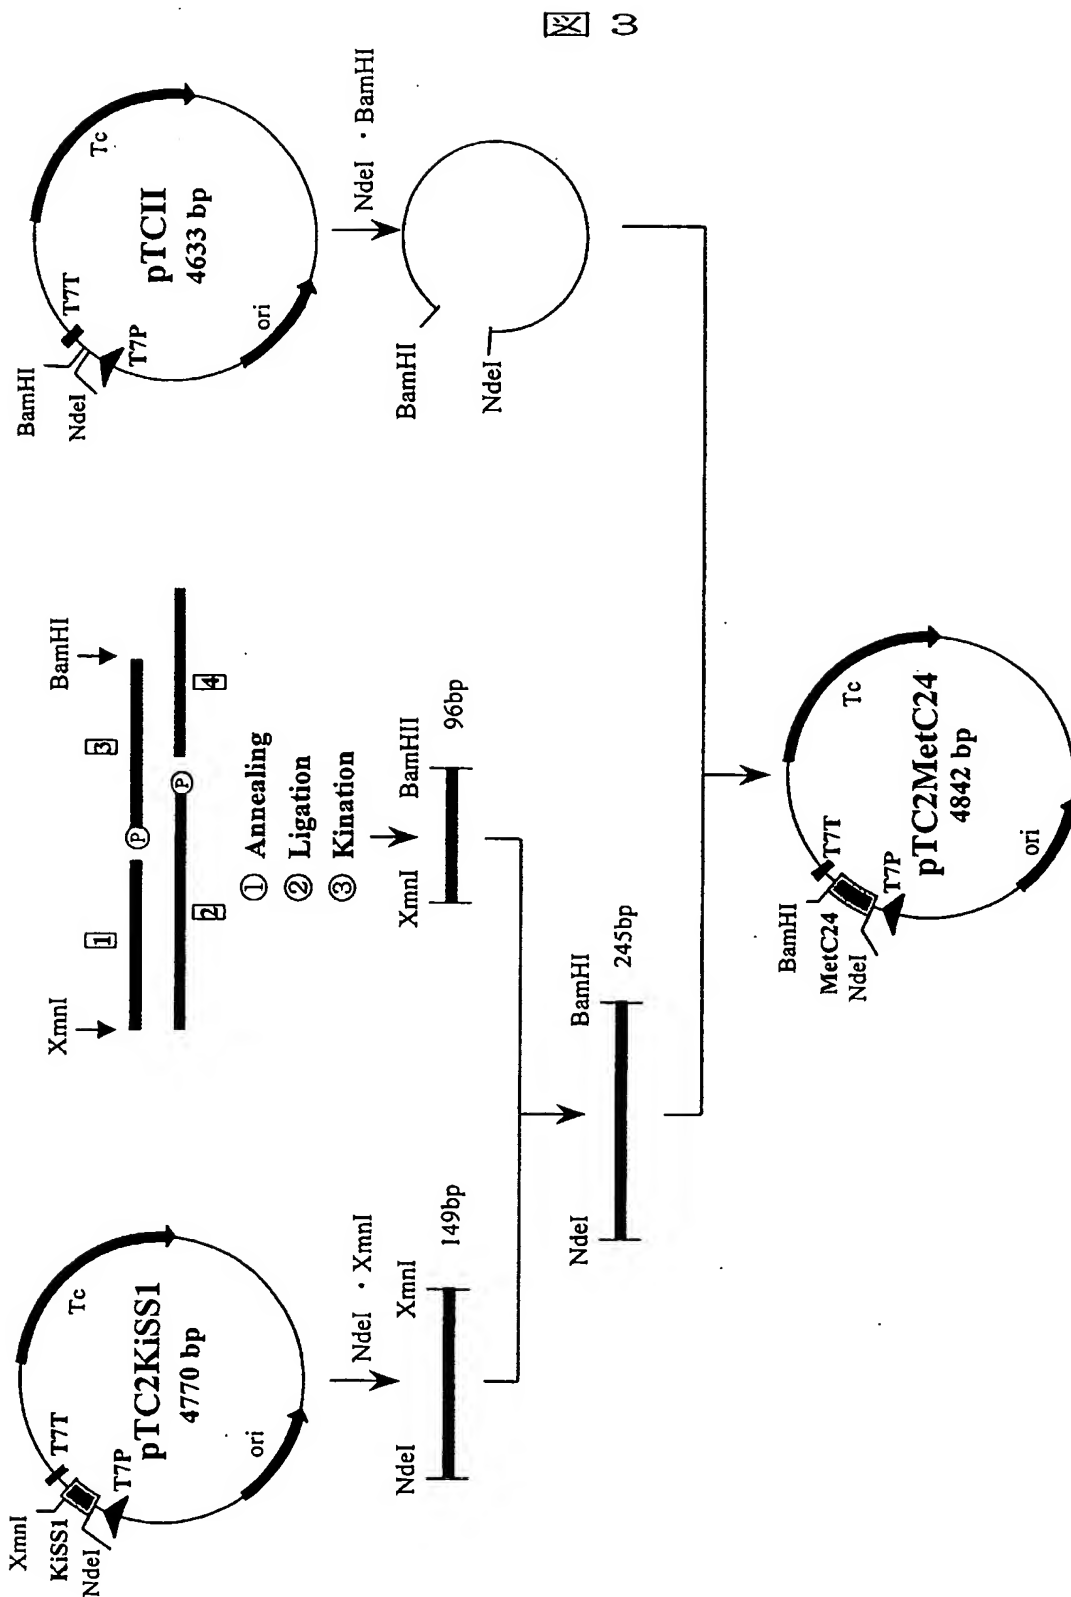 図 3
XmnI
KiSS1
NdeI
T7T
T7P
Tc
pTC2KiSS1
4770 bp
ori
NdeI・XmnI
NdeI
XmnI
149bp
XmnI
BamHI
1
3
P
P
2
4
① Annealing
② Ligation
③ Kination
XmnI
BamHII
96bp
BamHI
NdeI
T7T
T7P
Tc
pTCII
4633 bp
ori
NdeI・BamHI
BamHI
NdeI
NdeI
BamHI
245bp
BamHI
MetC24
NdeI
T7T
T7P
Tc
pTC2MetC24
4842 bp
ori